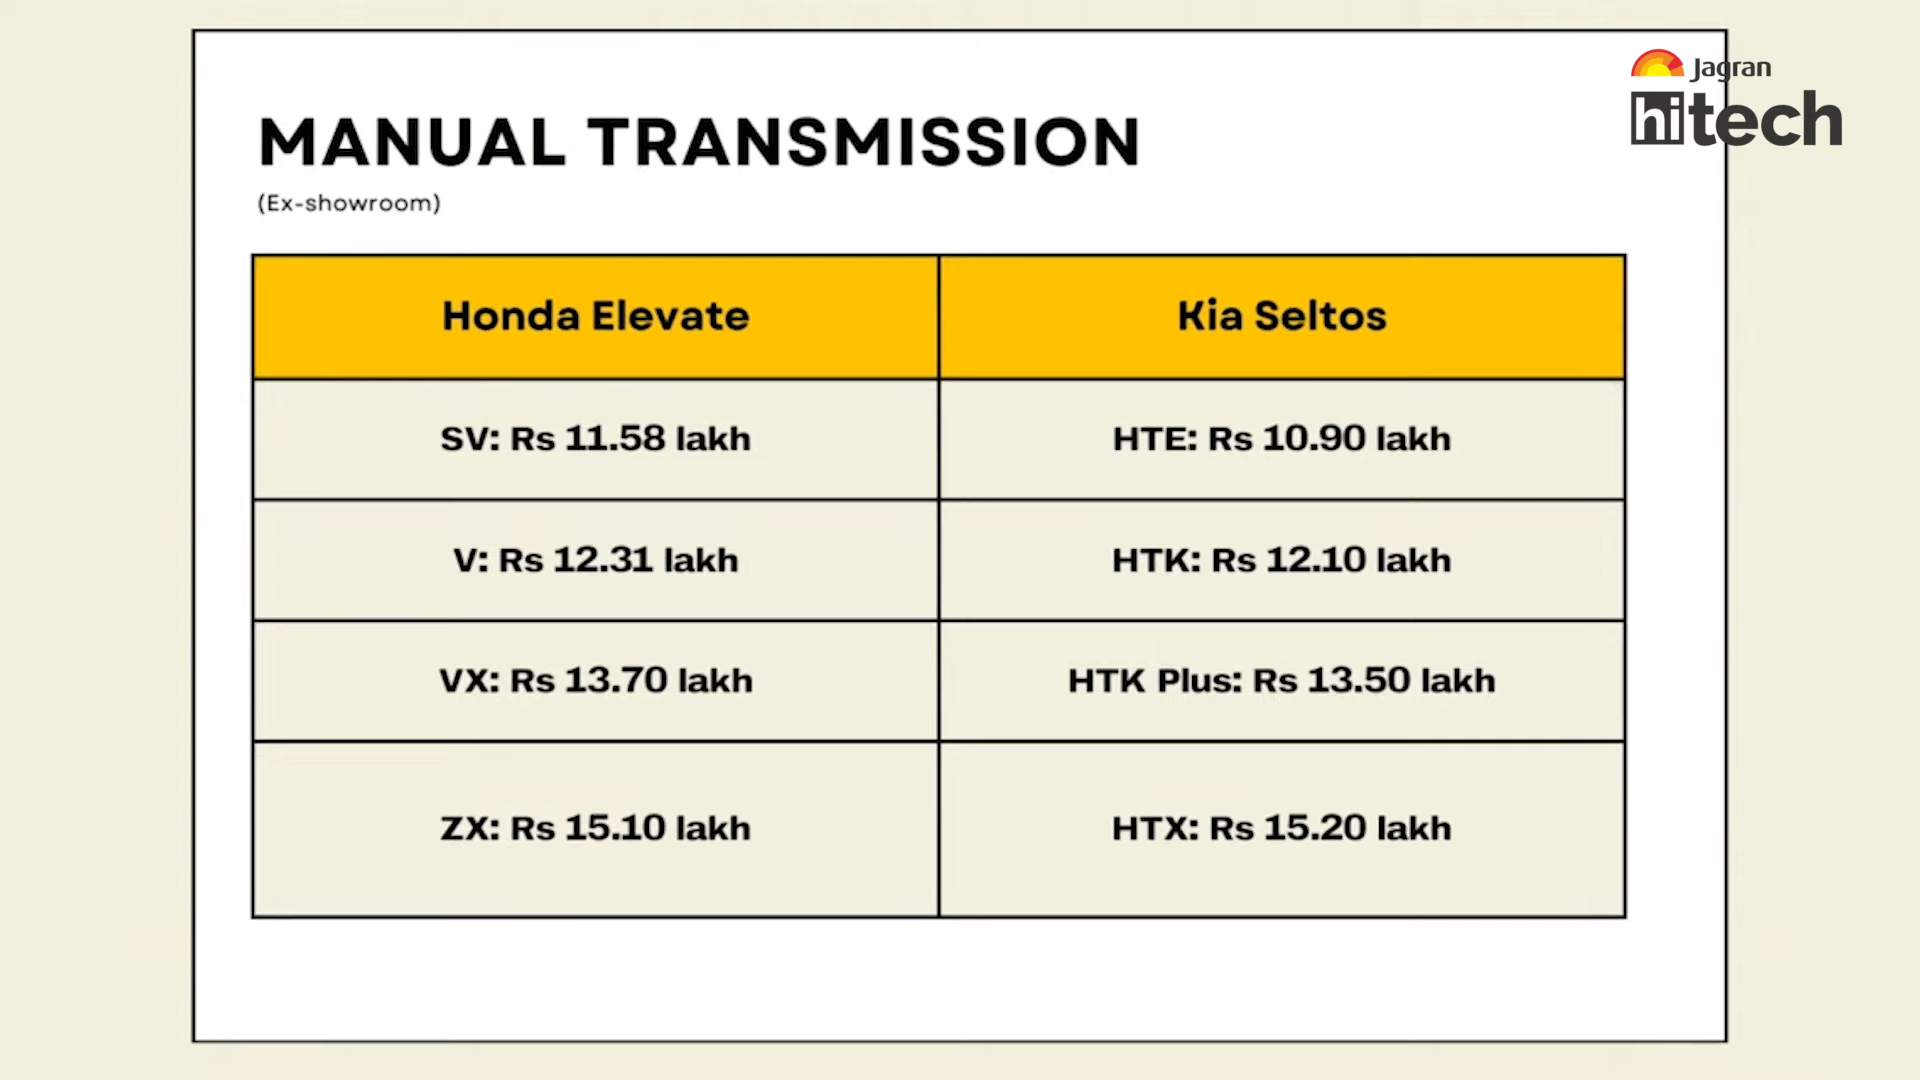 Jagran
hitech
MANUAL TRANSMISSION
(Ex-showroom)
Honda Elevate
Kia Seltos
SV: Rs 11.58 lakh
HTE: Rs 10.90 lakh
V: Rs 12.31 lakh
HTK: Rs 12.10 lakh
VX: Rs 13.70 lakh
HTK Plus: Rs 13.50 lakh
ZX: Rs 15.10 lakh
HTX: Rs 15.20 lakh